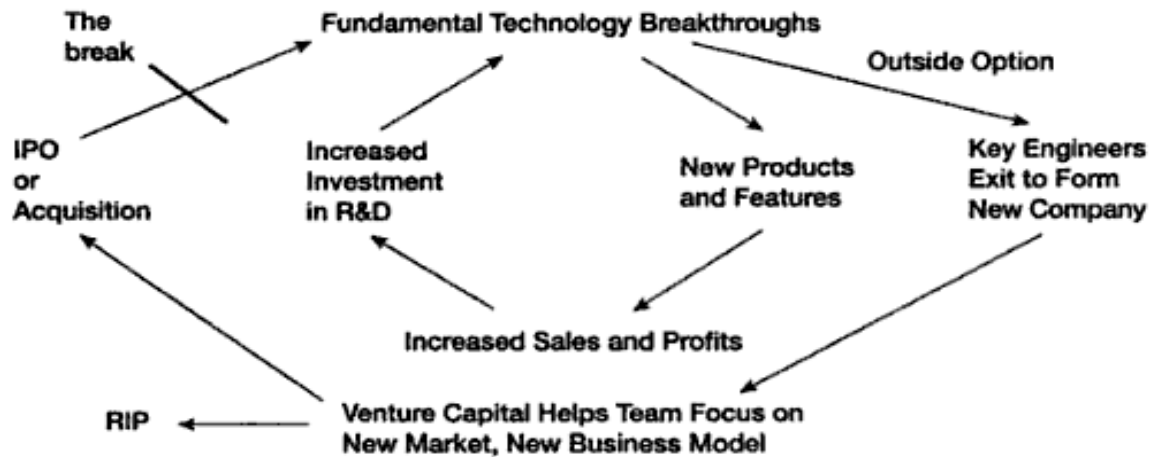 The
break
Fundamental Technology Breakthroughs
Outside Option
IPO
or
Acquisition
Increased
Investment
in R&D
New Products
and Features
Key Engineers
Exit to Form
New Company
Increased Sales and Profits
RIP
Venture Capital Helps Team Focus on
New Market, New Business Model